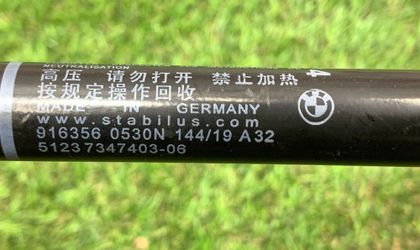 NEUTRALISATION
高压 请勿打开 禁止加热
按规定操作回收
MADE IN GERMANY
www.stabilus.com
916356 0530N 144/19 A32
51237347403-06
BMW